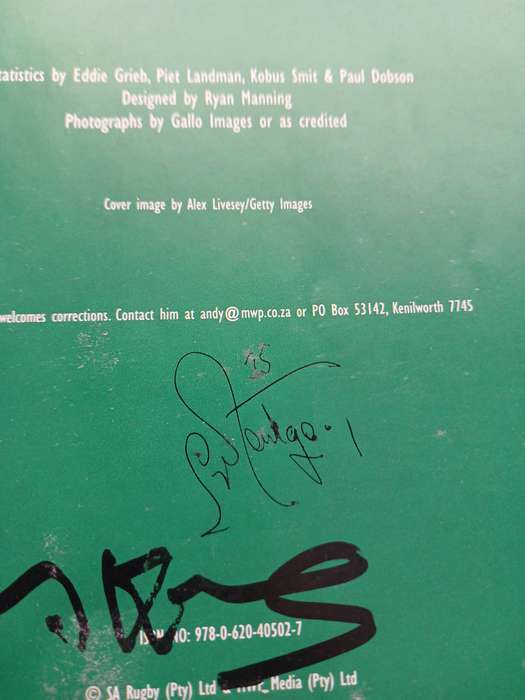 tatistics by Eddie Grieb, Piet Landman, Kobus Smit & Paul Dobson
Designed by Ryan Manning
Photographs by Gallo Images or as credited
Cover image by Alex Livesey/Getty Images
welcomes corrections. Contact him at andy@mwp.co.za or PO Box 53142, Kenilworth 7745
NO: 978-0-620-40502-7
© SA Rugby (Pty) Ltd Media (Pty) Ltd